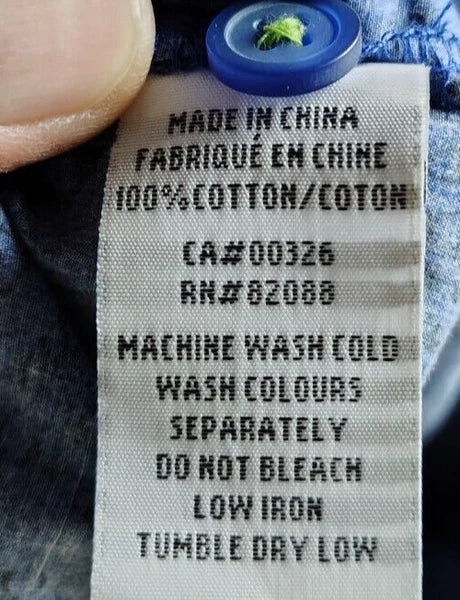 MADE IN CHINA
FABRIQUÉ EN CHINE
100% COTTON/COTON
CA#00326
RN#82088
MACHINE WASH COLD
WASH COLOURS
SEPARATELY
DO NOT BLEACH
LOW IRON
TUMBLE DRY LOW